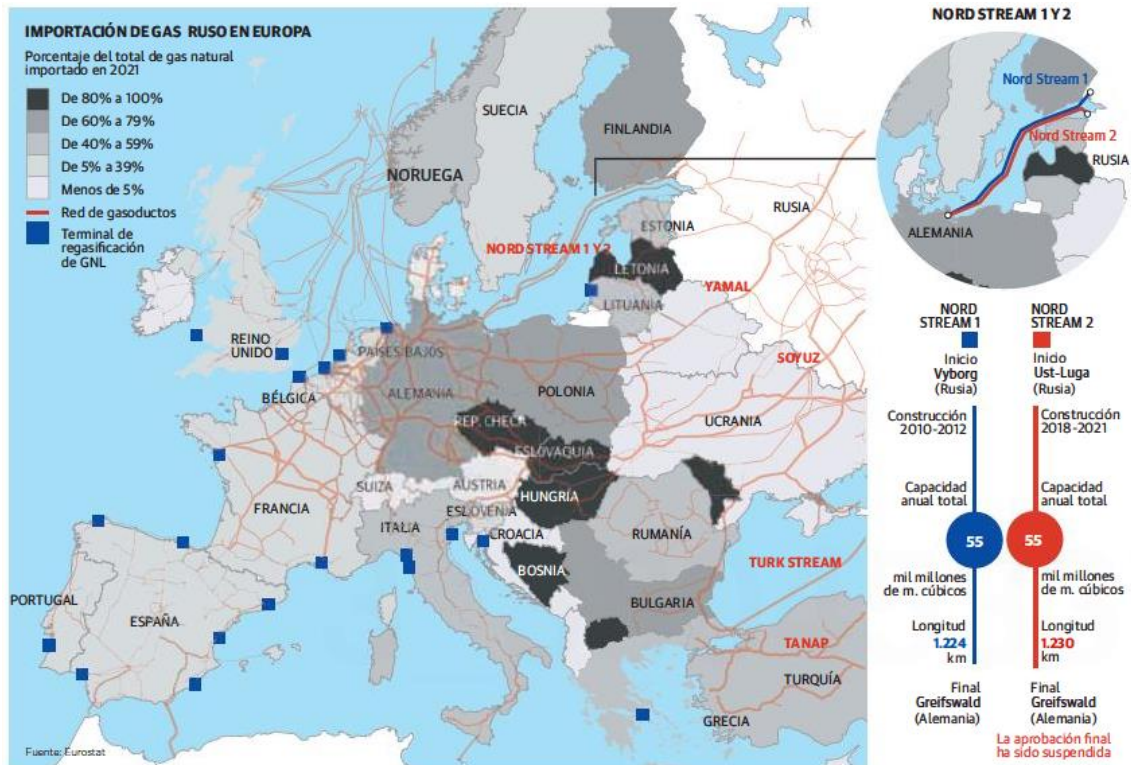 IMPORTACIÓN DE GAS RUSO EN EUROPA
Porcentaje del total de gas natural
importado en 2021
De 80% a 100%
De 60% a 79%
De 40% a 59%
De 5% a 39%
Menos de 5%
Red de gasoductos
Terminal de
regasificación
de GNL
SUECIA
FINLANDIA
NORUEGA
RUSIA
ESTONIA
NORD STREAM 1 Y 2
LETONIA
YAMAL
LITUANIA
REINO
UNIDO
PAÍSES BAJOS
SOYUZ
BÉLGICA
ALEMANIA
POLONIA
REP. CHECA
UCRANIA
ESLOVAQUIA
SUIZA
AUSTRIA
HUNGRÍA
FRANCIA
ESLOVENIA
ITALIA
CROACIA
RUMANÍA
BOSNIA
TURK STREAM
PORTUGAL
ESPAÑA
BULGARIA
TANAP
TURQUÍA
GRECIA
Fuente: Eurostat
NORD STREAM 1 Y 2
Nord Stream 1
Nord Stream 2
RUSIA
ALEMANIA
NORD
STREAM 1
Inicio
Vyborg
(Rusia)
Construcción
2010-2012
Capacidad
anual total
55
mil millones
de m. cúbicos
Longitud
1.224
km
Final
Greifswald
(Alemania)
NORD
STREAM 2
Inicio
Ust-Luga
(Rusia)
Construcción
2018-2021
Capacidad
anual total
55
mil millones
de m. cúbicos
Longitud
1.230
km
Final
Greifswald
(Alemania)
La aprobación final
ha sido suspendida